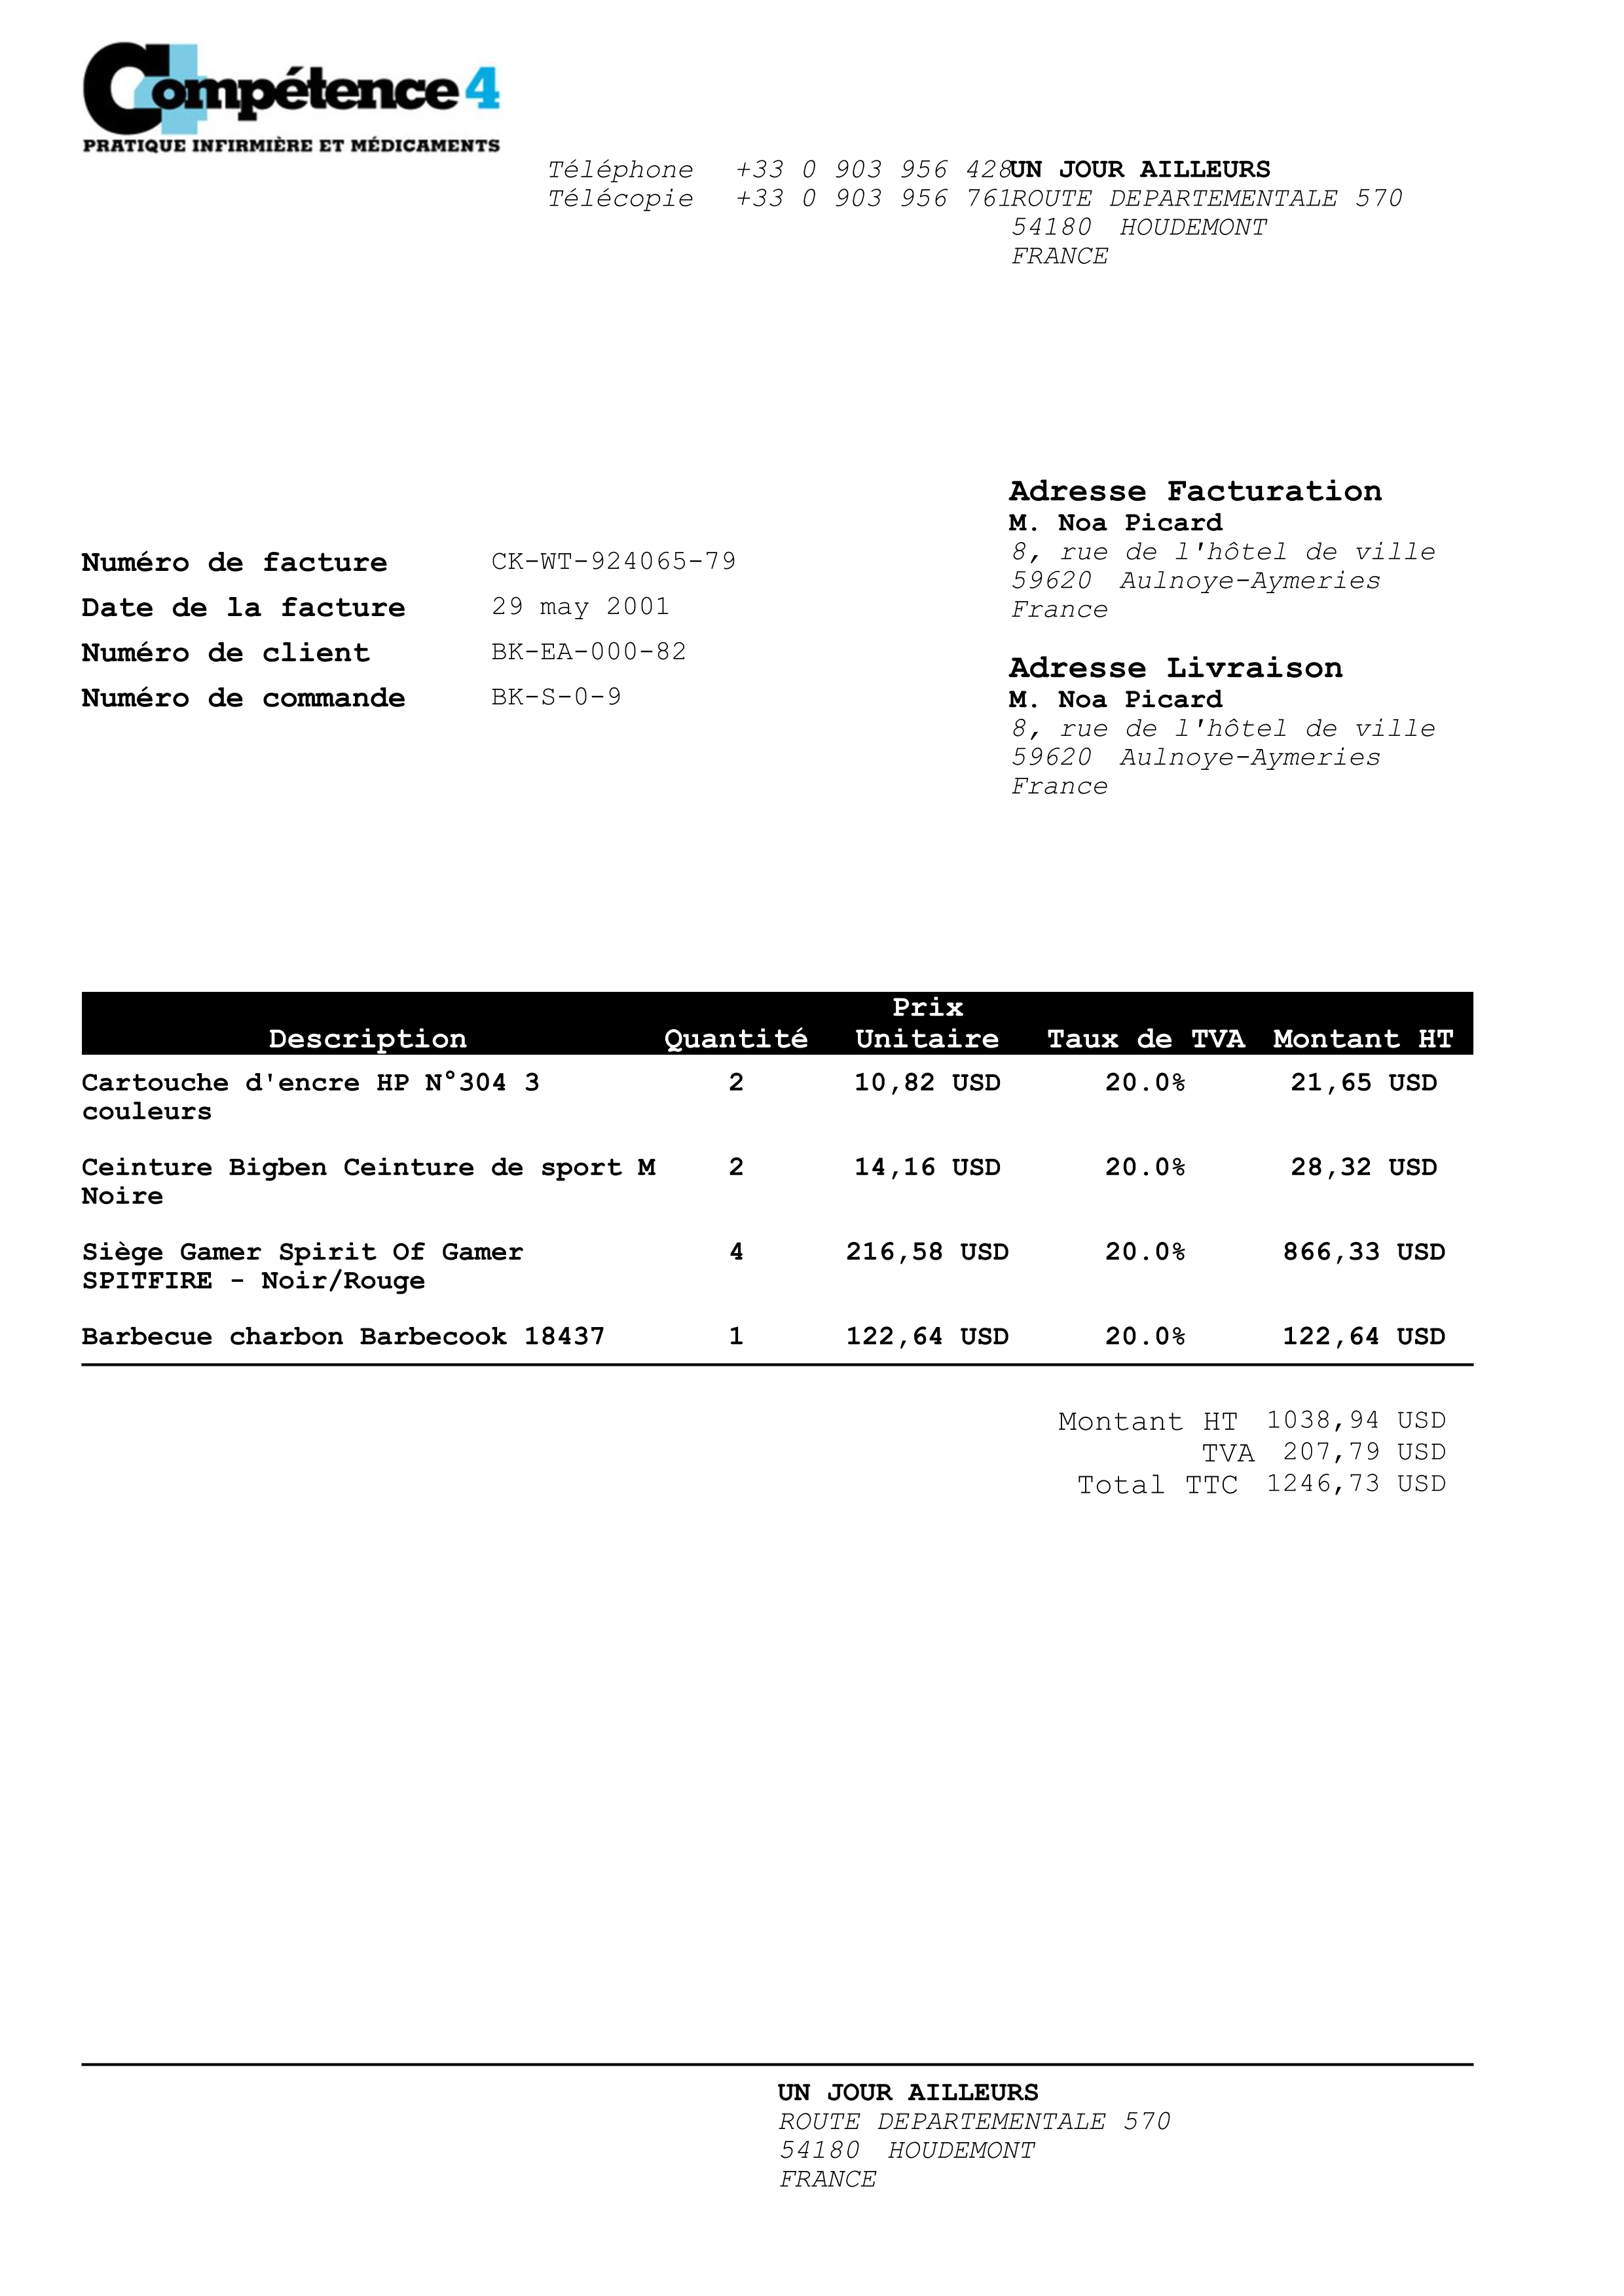 Compétence 4
PRATIQUE INFIRMIÈRE ET MÉDICAMENTS
Téléphone +33 0 903 956 428
Télécopie +33 0 903 956 761
UN JOUR AILLEURS
ROUTE DEPARTEMENTALE 570
54180 HOUDEMONT
FRANCE
Numéro de facture CK-WT-924065-79
Date de la facture 29 may 2001
Numéro de client BK-EA-000-82
Numéro de commande BK-S-0-9
Adresse Facturation
M. Noa Picard
8, rue de l'hôtel de ville
59620 Aulnoye-Aymeries
France
Adresse Livraison
M. Noa Picard
8, rue de l'hôtel de ville
59620 Aulnoye-Aymeries
France
Prix
Description Quantité Unitaire Taux de TVA Montant HT
Cartouche d'encre HP N°304 3 2 10,82 USD 20.0% 21,65 USD
couleurs
Ceinture Bigben Ceinture de sport M 2 14,16 USD 20.0% 28,32 USD
Noire
Siège Gamer Spirit Of Gamer 4 216,58 USD 20.0% 866,33 USD
SPITFIRE - Noir/Rouge
Barbecue charbon Barbecook 18437 1 122,64 USD 20.0% 122,64 USD
Montant HT 1038,94 USD
TVA 207,79 USD
Total TTC 1246,73 USD
UN JOUR AILLEURS
ROUTE DEPARTEMENTALE 570
54180 HOUDEMONT
FRANCE